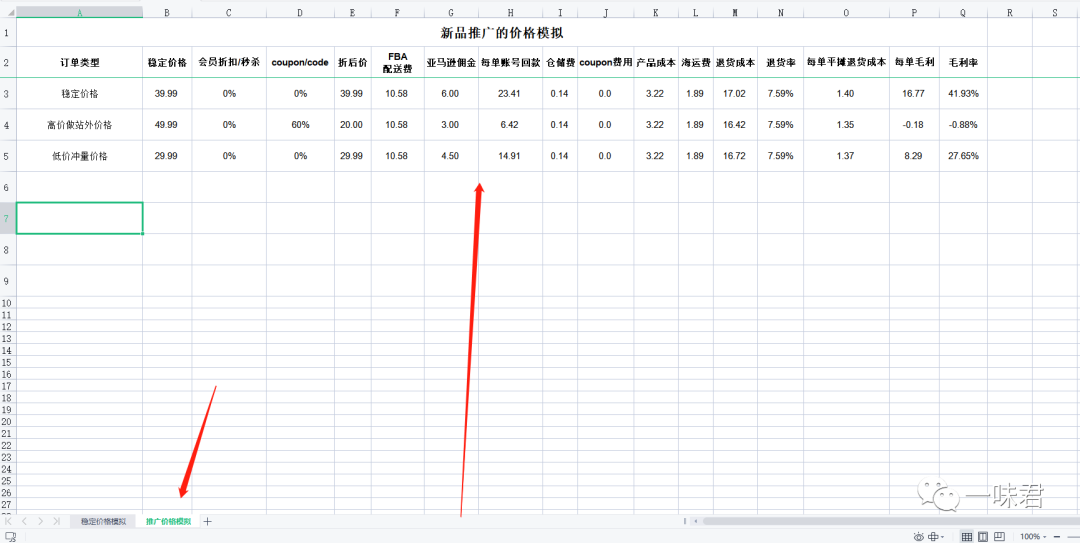 A B C D E F G H I J K L M N O P Q R S
1 新品推广的价格模拟
2 订单类型 稳定价格 会员折扣/秒杀 coupon/code 折后价 FBA 配送费 亚马逊佣金 每单账号回款 仓储费 coupon费用 产品成本 海运费 退货成本 退货率 每单平摊退货成本 每单毛利 毛利率
3 稳定价格 39.99 0% 0% 39.99 10.58 6.00 23.41 0.14 0.0 3.22 1.89 17.02 7.59% 1.40 16.77 41.93%
4 高价做站外价格 49.99 0% 60% 20.00 10.58 3.00 6.42 0.14 0.0 3.22 1.89 16.42 7.59% 1.35 -0.18 -0.88%
5 低价冲量价格 29.99 0% 0% 29.99 10.58 4.50 14.91 0.14 0.0 3.22 1.89 16.72 7.59% 1.37 8.29 27.65%
6
7
8
9
10
11
12
13
14
15
16
17
18
19
20
21
22
23
24
25
26
27
一味君
稳定价格模拟 推广价格模拟
100%